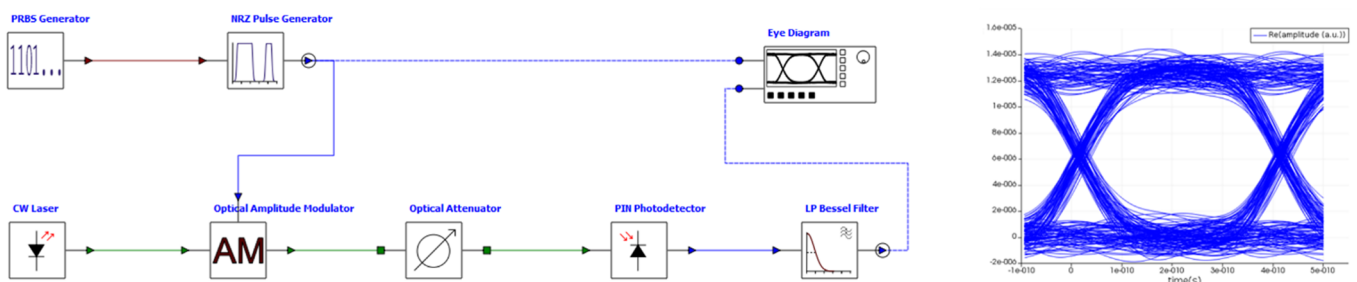 PRBS Generator
NRZ Pulse Generator
Eye Diagram
1101...
CW Laser
Optical Amplitude Modulator
Optical Attenuator
PIN Photodetector
LP Bessel Filter
AM
Re(amplitude (a.u.))
1.6e-005
1.4e-005
1.2e-005
1e-005
8e-006
6e-006
4e-006
2e-006
0
-2e-006
-1e-010 0 1e-010 2e-010 3e-010 4e-010 5e-010
time(s)